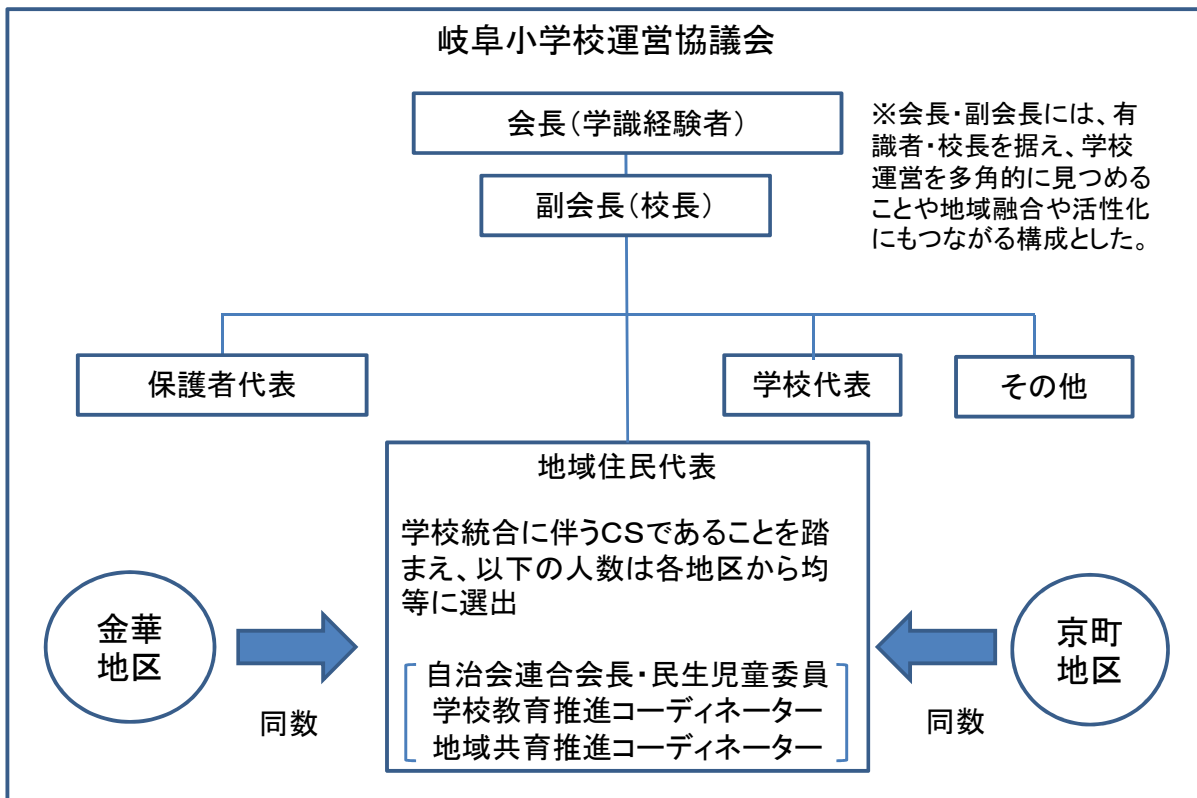 岐阜小学校運営協議会
会長(学識経験者)
副会長(校長)
※会長・副会長には、有
識者・校長を据え、学校
運営を多角的に見つめる
ことや地域融合や活性化
にもつながる構成とした。
保護者代表
学校代表
その他
地域住民代表
学校統合に伴うCSであることを踏
まえ、以下の人数は各地区から均
等に選出
自治会連合会長・民生児童委員
学校教育推進コーディネーター
地域共育推進コーディネーター
金華
地区
同数
京町
地区
同数